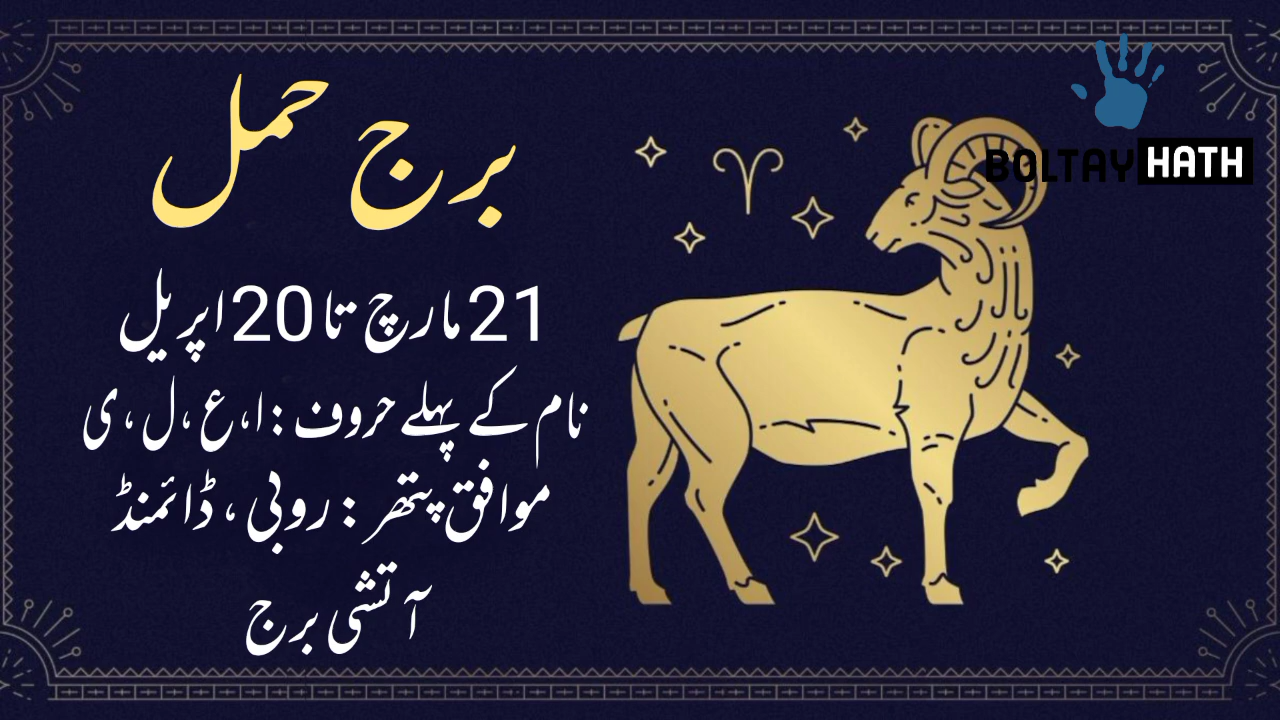 برج حمل
21 مارچ تا 20 اپریل
نام کے پہلے حروف : ا، ع ، ل ، ی
موافق پتھر : روبی ، ڈائمنڈ
آتشی برج
BOLTAY HATH